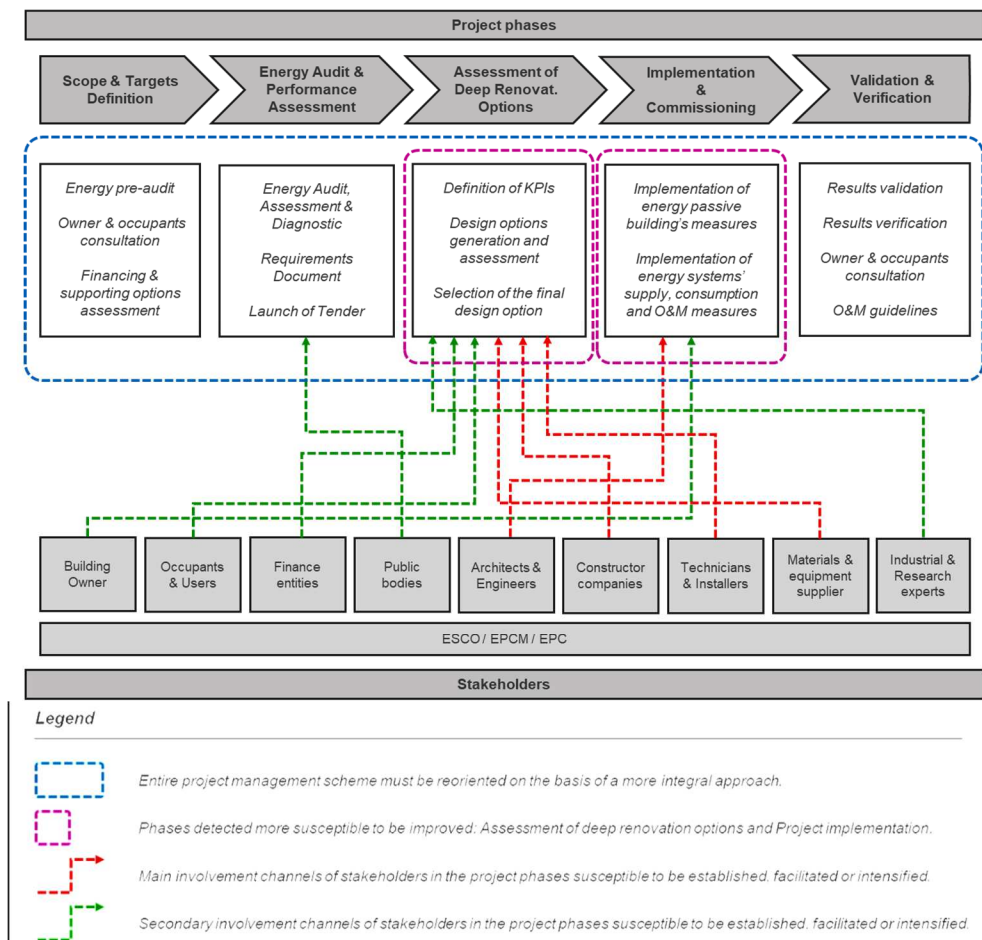 Project phases
Scope & Targets
Definition
Energy Audit &
Performance
Assessment
Assessment of
Deep Renovat.
Options
Implementation
&
Commissioning
Validation &
Verification
Energy pre-audit
Owner & occupants
consultation
Financing &
supporting options
assessment
Energy Audit,
Assessment &
Diagnostic
Requirements
Document
Launch of Tender
Definition of KPIs
Design options
generation and
assessment
Selection of the final
design option
Implementation of
energy passive
building's measures
Implementation of
energy systems'
supply, consumption
and O&M measures
Results validation
Results verification
Owner & occupants
consultation
O&M guidelines
Building
Owner
Occupants
& Users
Finance
entities
Public
bodies
Architects &
Engineers
Constructor
companies
Technicians
& Installers
Materials &
equipment
supplier
Industrial &
Research
experts
ESCO / EPCM / EPC
Stakeholders
Legend
Entire project management scheme must be reoriented on the basis of a more integral approach.
Phases detected more susceptible to be improved: Assessment of deep renovation options and Project implementation.
Main involvement channels of stakeholders in the project phases susceptible to be established, facilitated or intensified.
Secondary involvement channels of stakeholders in the project phases susceptible to be established, facilitated or intensified.